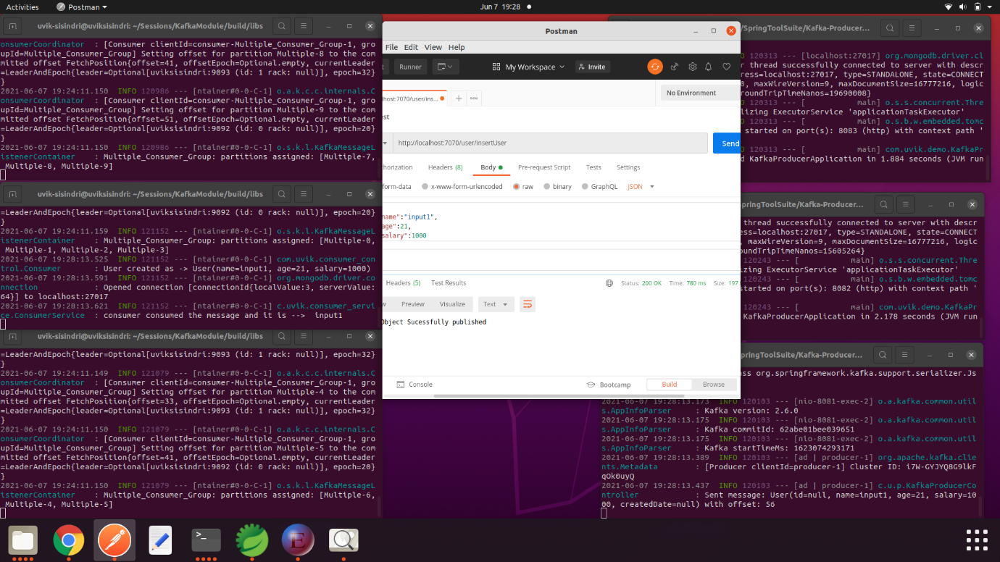 Activities
Postman
Jun 7 19:28
uvik-sisindri@uviksisindri: ~/Sessions/KafkaModule/build/libs
onsumerCoordinator : [Consumer clientId=consumer-Multiple_Consumer_Group-1, gro
upId=Multiple_Consumer_Group] Setting offset for partition Multiple-8 to the com
mitted offset FetchPosition{offset=41, offsetEpoch=Optional.empty, currentLeader
=LeaderAndEpoch{leader=Optional[uviksisindri:9093 (id: 1 rack: null)], epoch=32}
}
2021-06-07 19:24:11.150 INFO 120986 --- [ntainer#0-0-C-1] o.a.k.c.c.internals.C
onsumerCoordinator : [Consumer clientId=consumer-Multiple_Consumer_Group-1, gro
upId=Multiple_Consumer_Group] Setting offset for partition Multiple-9 to the com
mitted offset FetchPosition{offset=51, offsetEpoch=Optional.empty, currentLeader
=LeaderAndEpoch{leader=Optional[uviksisindri:9092 (id: 0 rack: null)], epoch=20}
}
2021-06-07 19:24:11.150 INFO 120986 --- [ntainer#0-0-C-1] o.s.k.l.KafkaMessageL
istenerContainer : Multiple_Consumer_Group: partitions assigned: [Multiple-7,
Multiple-8, Multiple-9]
uvik-sisindri@uviksisindri: ~/Sessions/KafkaModule/build/libs
=LeaderAndEpoch{leader=Optional[uviksisindri:9092 (id: 0 rack: null)], epoch=20}
}
2021-06-07 19:24:11.159 INFO 121152 --- [ntainer#0-0-C-1] o.s.k.l.KafkaMessageL
istenerContainer : Multiple_Consumer_Group: partitions assigned: [Multiple-0,
Multiple-1, Multiple-2, Multiple-3]
2021-06-07 19:28:13.525 INFO 121152 --- [ntainer#0-0-C-1] com.uvik.consumer_con
trol.Consumer : User created as -> User(name=input1, age=21, salary=1000)
2021-06-07 19:28:13.591 INFO 121152 --- [ntainer#0-0-C-1] org.mongodb.driver.co
nnection : Opened connection [connectionId{localValue:3, serverValue:
64}] to localhost:27017
2021-06-07 19:28:13.621 INFO 121152 --- [ntainer#0-0-C-1] c.uvik.consumer_servi
ce.ConsumerService : consumer consumed the message and it is --> input1
uvik-sisindri@uviksisindri: ~/Sessions/KafkaModule/build/libs
=LeaderAndEpoch{leader=Optional[uviksisindri:9093 (id: 1 rack: null)], epoch=32}
}
2021-06-07 19:24:11.149 INFO 121079 --- [ntainer#0-0-C-1] o.a.k.c.c.internals.C
onsumerCoordinator : [Consumer clientId=consumer-Multiple_Consumer_Group-1, gro
upId=Multiple_Consumer_Group] Setting offset for partition Multiple-4 to the com
mitted offset FetchPosition{offset=33, offsetEpoch=Optional.empty, currentLeader
=LeaderAndEpoch{leader=Optional[uviksisindri:9093 (id: 1 rack: null)], epoch=32}
}
2021-06-07 19:24:11.150 INFO 121079 --- [ntainer#0-0-C-1] o.a.k.c.c.internals.C
onsumerCoordinator : [Consumer clientId=consumer-Multiple_Consumer_Group-1, gro
upId=Multiple_Consumer_Group] Setting offset for partition Multiple-5 to the com
mitted offset FetchPosition{offset=41, offsetEpoch=Optional.empty, currentLeader
=LeaderAndEpoch{leader=Optional[uviksisindri:9092 (id: 0 rack: null)], epoch=20}
}
2021-06-07 19:24:11.150 INFO 121079 --- [ntainer#0-0-C-1] o.s.k.l.KafkaMessageL
istenerContainer : Multiple_Consumer_Group: partitions assigned: [Multiple-6,
Multiple-4, Multiple-5]
Postman
File Edit View Help
t Runner My Workspace Invite
lhost:7070/user/ins... No Environment
est
http://localhost:7070/user/insertUser Send
thorization Headers (8) Body Pre-request Script Tests Settings
form-data x-www-form-urlencoded raw binary GraphQL JSON
name":"input1",
age":21,
salary":1000
Headers (5) Test Results Status: 200 OK Time: 780 ms Size: 197
w Preview Visualize Text
Object Sucessfully published
Console Bootcamp Build Browse
/SpringToolSuite/Kafka-Producer...
O 120313 --- [localhost:27017] org.mongodb.driver.cl
r thread successfully connected to server with descr
ress=localhost:27017, type=STANDALONE, state=CONNECT
0, maxWireVersion=9, maxDocumentSize=16777216, logic
roundTripTimeNanos=19690008}
O 120313 --- [ main] o.s.s.concurrent.Thre
lizing ExecutorService 'applicationTaskExecutor'
O 120313 --- [ main] o.s.b.w.embedded.tomc
started on port(s): 8083 (http) with context path '
O 120313 --- [ main] com.uvik.demo.KafkaPr
d KafkaProducerApplication in 1.884 seconds (JVM run
SpringToolSuite/Kafka-Producer...
thread successfully connected to server with descr
ess=localhost:27017, type=STANDALONE, state=CONNECT
, maxWireVersion=9, maxDocumentSize=16777216, logic
oundTripTimeNanos=15605264}
120243 --- [ main] o.s.s.concurrent.Thre
izing ExecutorService 'applicationTaskExecutor'
120243 --- [ main] o.s.b.w.embedded.tomc
started on port(s): 8082 (http) with context path '
120243 --- [ main] com.uvik.demo.KafkaPr
KafkaProducerApplication in 2.178 seconds (JVM run
SpringToolSuite/Kafka-Producer...
ss org.springframework.kafka.support.serializer.Js
2021-06-07 19:28:13.173 INFO 120103 --- [nio-8081-exec-2] o.a.kafka.common.util
s.AppInfoParser : Kafka version: 2.6.0
2021-06-07 19:28:13.175 INFO 120103 --- [nio-8081-exec-2] o.a.kafka.common.util
s.AppInfoParser : Kafka commitId: 62abe01bee039651
2021-06-07 19:28:13.175 INFO 120103 --- [nio-8081-exec-2] o.a.kafka.common.util
s.AppInfoParser : Kafka startTimeMs: 1623074293171
2021-06-07 19:28:13.389 INFO 120103 --- [ad | producer-1] org.apache.kafka.clie
nts.Metadata : [Producer clientId=producer-1] Cluster ID: i7W-GYJYQ8G9lkF
qOk0uyQ
2021-06-07 19:28:13.437 INFO 120103 --- [ad | producer-1] c.u.p.KafkaProducerCo
ntroller : Sent message: User(id=null, name=input1, age=21, salary=10
00, createdDate=null) with offset: 56